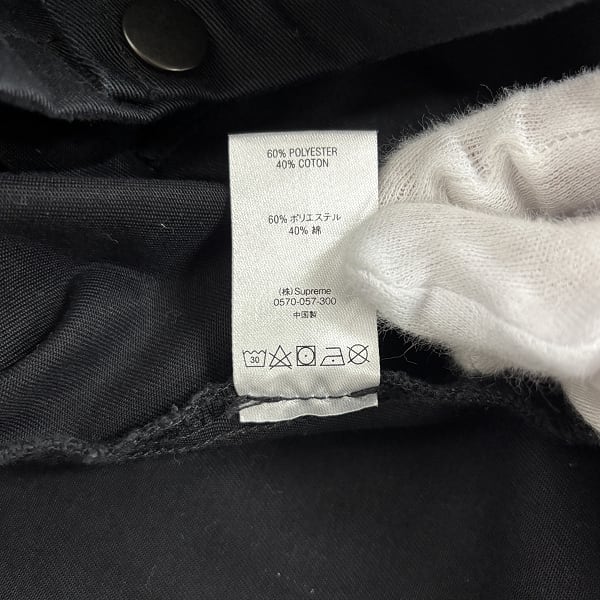 60% POLYESTER
40% COTON
60% ポリエステル
40% 綿
(株) Supreme
0570-057-300
中国製
30